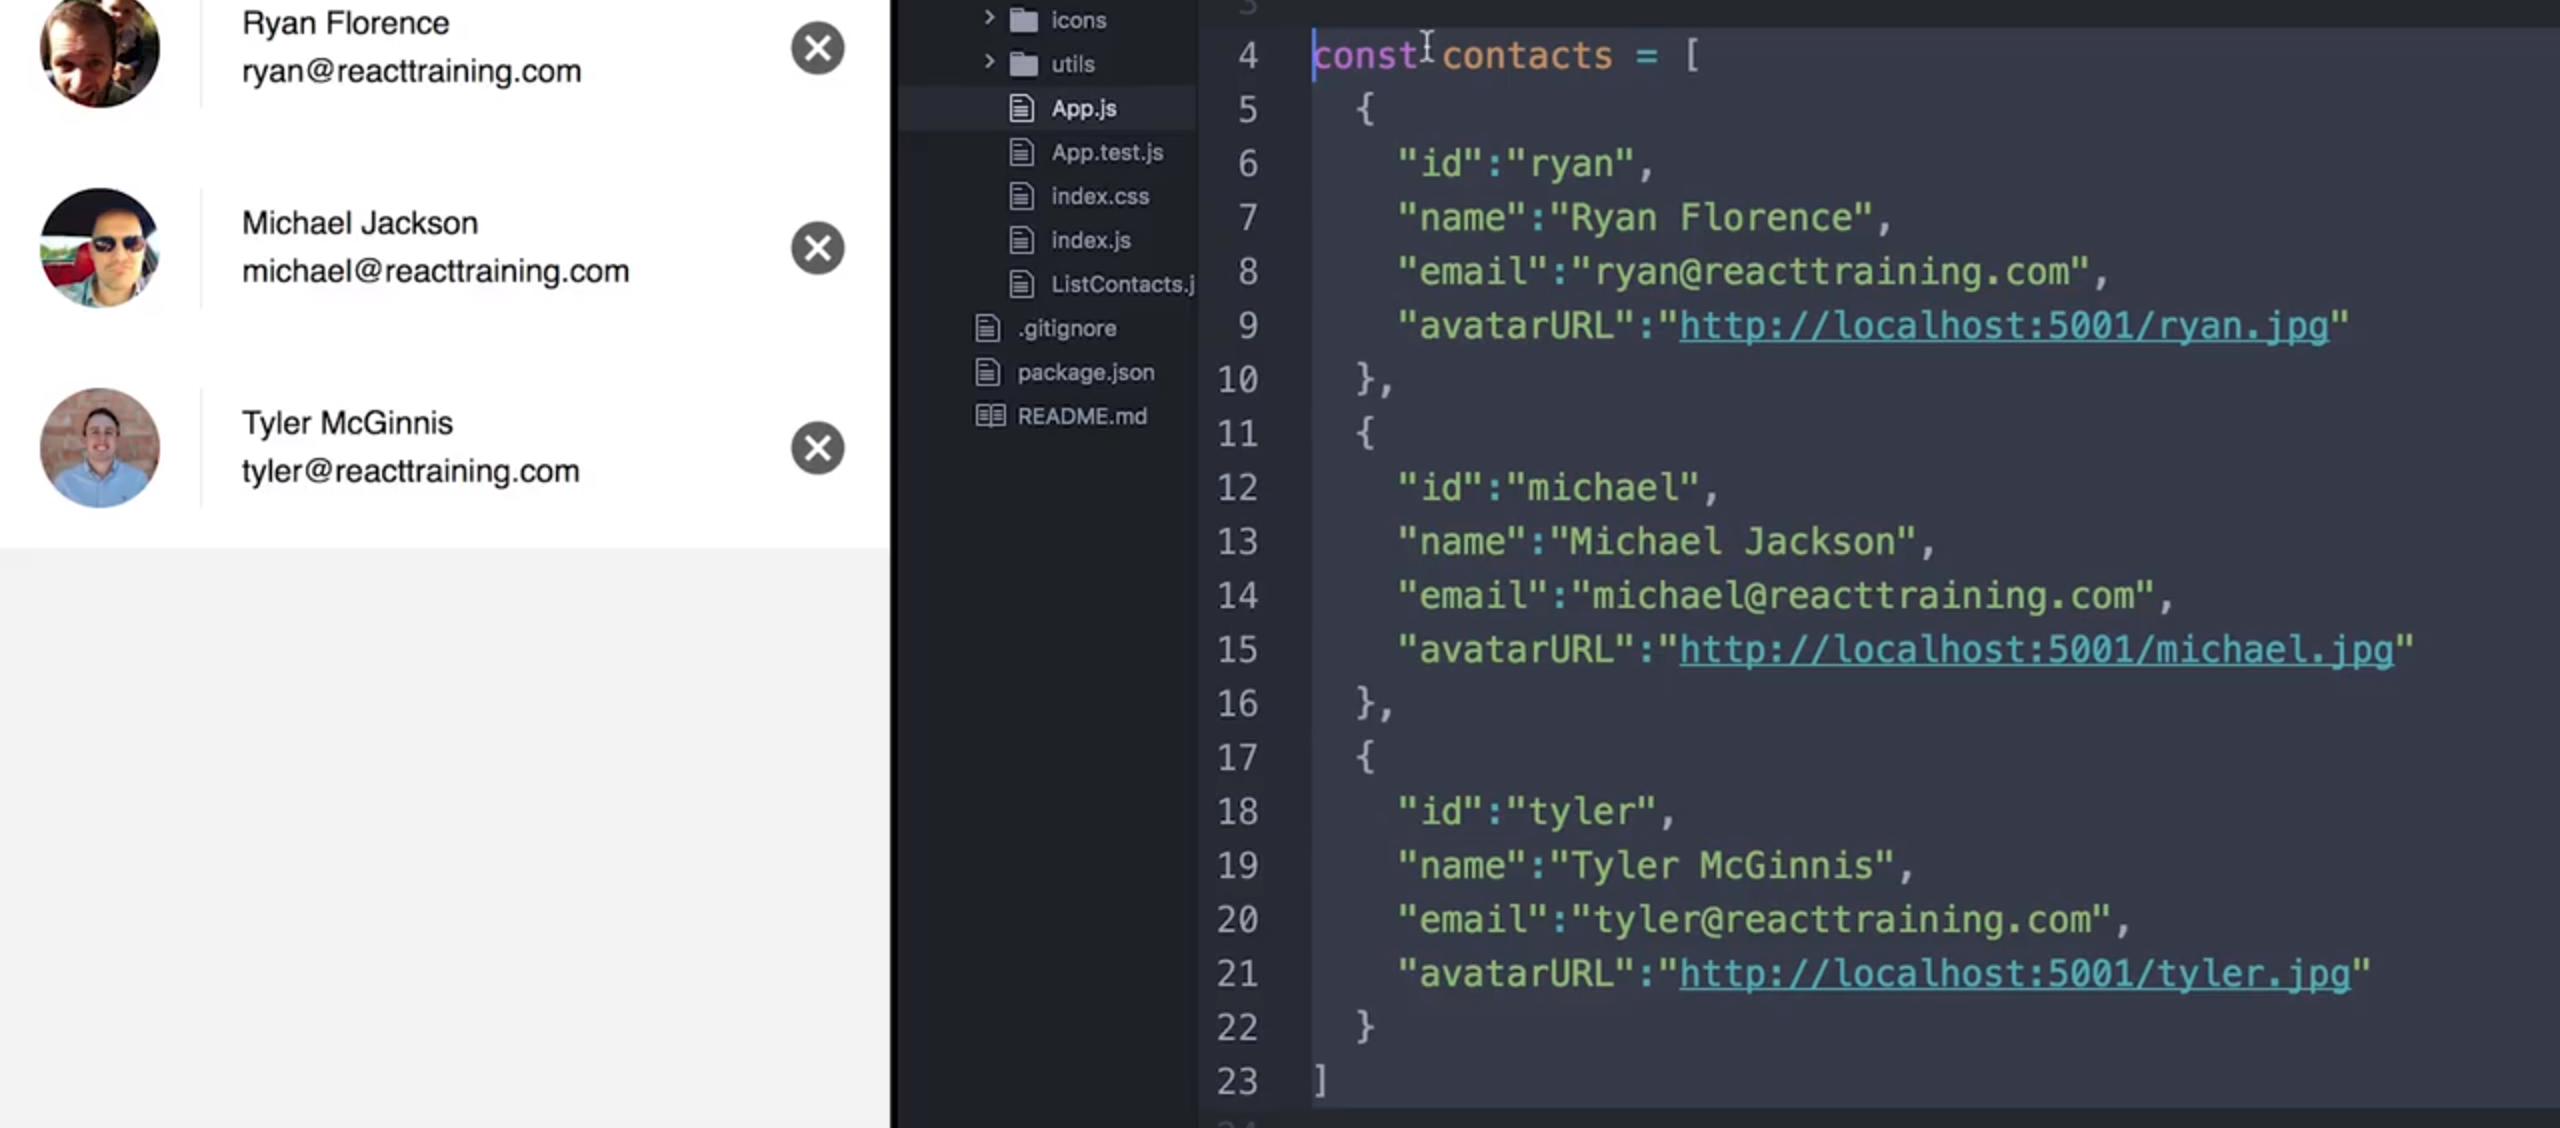 Ryan Florence
ryan@reacttraining.com
Michael Jackson
michael@reacttraining.com
Tyler McGinnis
tyler@reacttraining.com
icons
utils
App.js
App.test.js
index.css
index.js
ListContacts.j
.gitignore
package.json
README.md
3
4 const contacts = [
5 {
6 "id":"ryan",
7 "name":"Ryan Florence",
8 "email":"ryan@reacttraining.com",
9 "avatarURL":"http://localhost:5001/ryan.jpg"
10 },
11 {
12 "id":"michael",
13 "name":"Michael Jackson",
14 "email":"michael@reacttraining.com",
15 "avatarURL":"http://localhost:5001/michael.jpg"
16 },
17 {
18 "id":"tyler",
19 "name":"Tyler McGinnis",
20 "email":"tyler@reacttraining.com",
21 "avatarURL":"http://localhost:5001/tyler.jpg"
22 }
23 ]